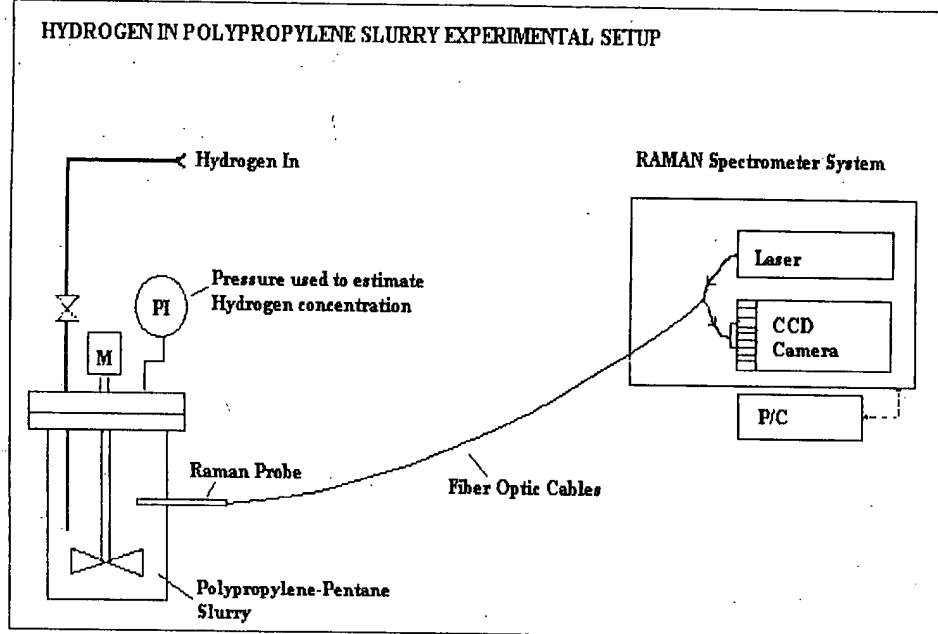 HYDROGEN IN POLYPROPYLENE SLURRY EXPERIMENTAL SETUP
Hydrogen In
RAMAN Spectrometer System
Laser
Pressure used to estimate
Hydrogen concentration
PI
CCD
Camera
M
P/C
Raman Probe
Fiber Optic Cables
Polypropylene-Pentane
Slurry